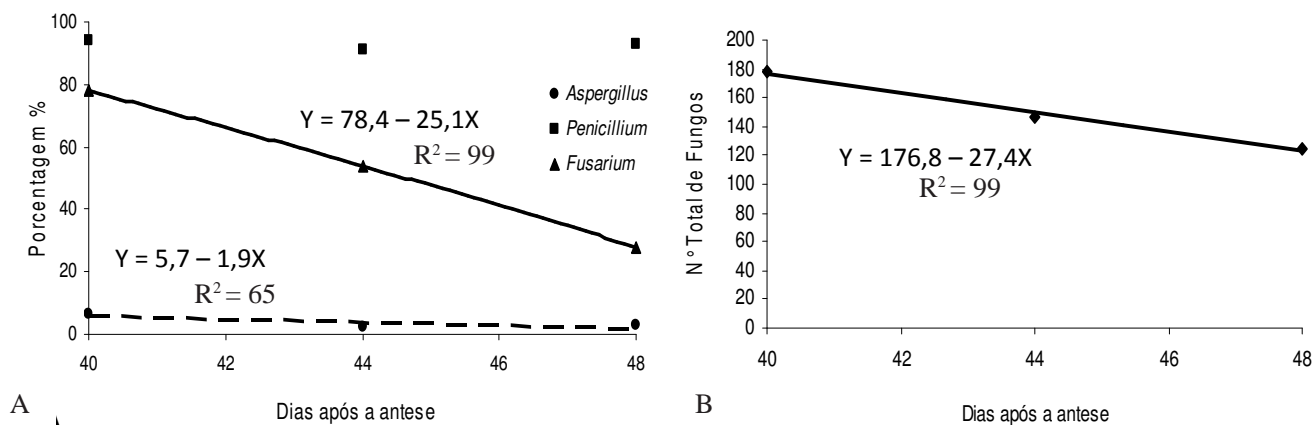 100
80
60
40
20
0
Porcentagem %
Aspergillus
Penicillium
Fusarium
Y = 78,4 – 25,1X
R² = 99
Y = 5,7 – 1,9X
R² = 65
40 42 44 46 48
Dias após a antese
A
200
180
160
140
120
100
80
60
40
20
0
N° Total de Fungos
Y = 176,8 – 27,4X
R² = 99
40 42 44 46 48
Dias após a antese
B